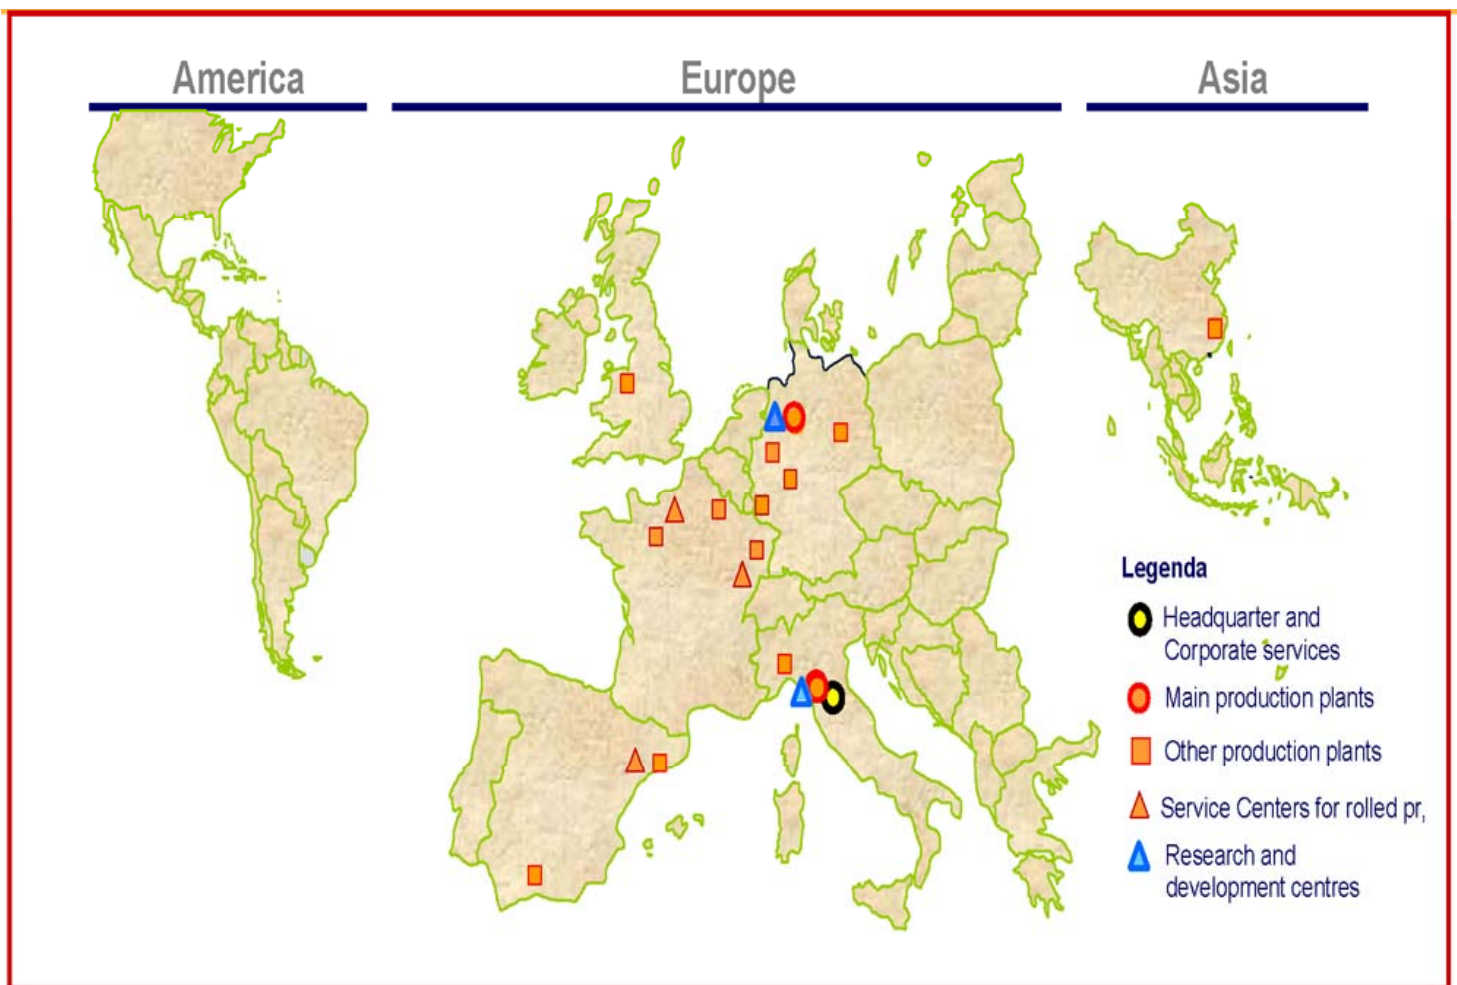 America
Europe
Asia
Legenda
Headquarter and
Corporate services
Main production plants
Other production plants
Service Centers for rolled pr,
Research and
development centres